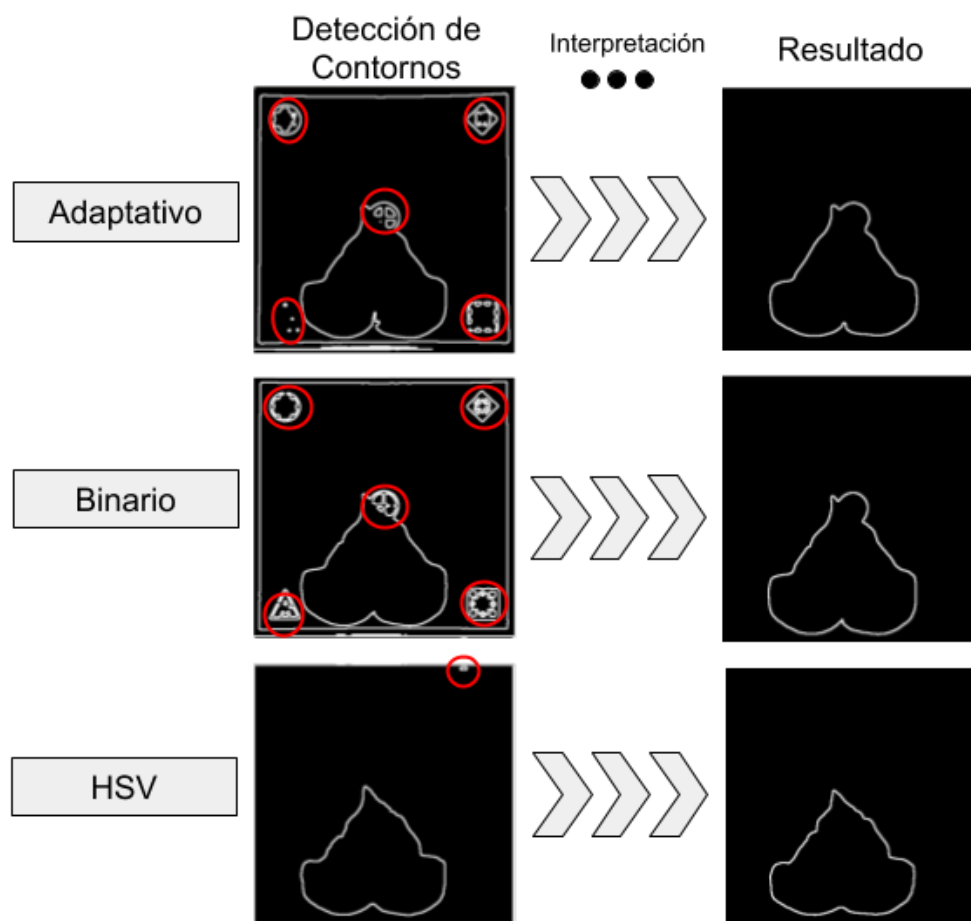 Detección de
Contornos
Interpretación
Resultado
Adaptativo
Binario
HSV